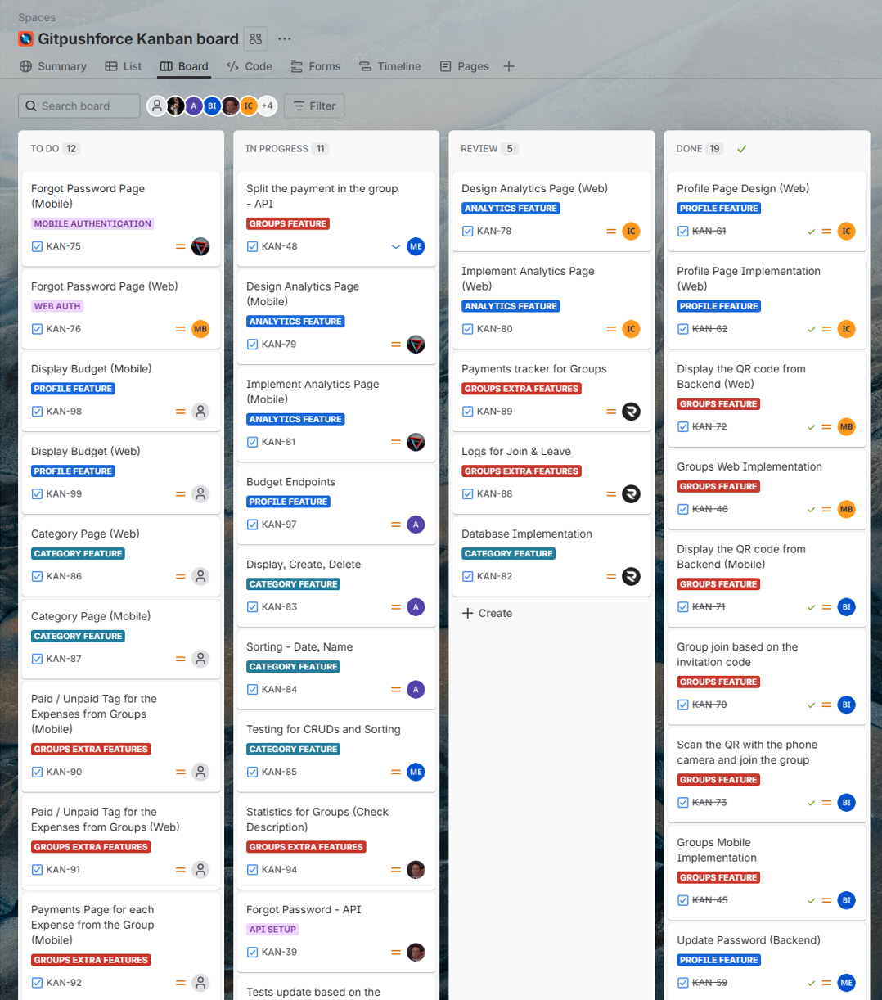 Spaces
Gitpushforce Kanban board
Summary
List
Board
Code
Forms
Timeline
Pages
Search board
A
BI
IC
+4
Filter
TO DO 12
Forgot Password Page
(Mobile)
MOBILE AUTHENTICATION
KAN-75
Forgot Password Page (Web)
WEB AUTH
KAN-76
MB
Display Budget (Mobile)
PROFILE FEATURE
KAN-98
Display Budget (Web)
PROFILE FEATURE
KAN-99
Category Page (Web)
CATEGORY FEATURE
KAN-86
Category Page (Mobile)
CATEGORY FEATURE
KAN-87
Paid / Unpaid Tag for the
Expenses from Groups
(Mobile)
GROUPS EXTRA FEATURES
KAN-90
Paid / Unpaid Tag for the
Expenses from Groups (Web)
GROUPS EXTRA FEATURES
KAN-91
Payments Page for each
Expense from the Group
(Mobile)
GROUPS EXTRA FEATURES
KAN-92
IN PROGRESS 11
Split the payment in the group
- API
GROUPS FEATURE
KAN-48
ME
Design Analytics Page
(Mobile)
ANALYTICS FEATURE
KAN-79
Implement Analytics Page
(Mobile)
ANALYTICS FEATURE
KAN-81
Budget Endpoints
PROFILE FEATURE
KAN-97
A
Display, Create, Delete
CATEGORY FEATURE
KAN-83
A
Sorting - Date, Name
CATEGORY FEATURE
KAN-84
A
Testing for CRUDs and Sorting
CATEGORY FEATURE
KAN-85
ME
Statistics for Groups (Check
Description)
GROUPS EXTRA FEATURES
KAN-94
Forgot Password - API
API SETUP
KAN-39
Tests update based on the
REVIEW 5
Design Analytics Page (Web)
ANALYTICS FEATURE
KAN-78
IC
Implement Analytics Page
(Web)
ANALYTICS FEATURE
KAN-80
IC
Payments tracker for Groups
GROUPS EXTRA FEATURES
KAN-89
Logs for Join & Leave
GROUPS EXTRA FEATURES
KAN-88
Database Implementation
CATEGORY FEATURE
KAN-82
Create
DONE 19
Profile Page Design (Web)
PROFILE FEATURE
KAN-61
IC
Profile Page Implementation
(Web)
PROFILE FEATURE
KAN-62
IC
Display the QR code from
Backend (Web)
GROUPS FEATURE
KAN-72
MB
Groups Web Implementation
GROUPS FEATURE
KAN-46
MB
Display the QR code from
Backend (Mobile)
GROUPS FEATURE
KAN-71
BI
Group join based on the
invitation code
GROUPS FEATURE
KAN-70
BI
Scan the QR with the phone
camera and join the group
GROUPS FEATURE
KAN-73
BI
Groups Mobile
Implementation
GROUPS FEATURE
KAN-45
BI
Update Password (Backend)
PROFILE FEATURE
KAN-59
ME